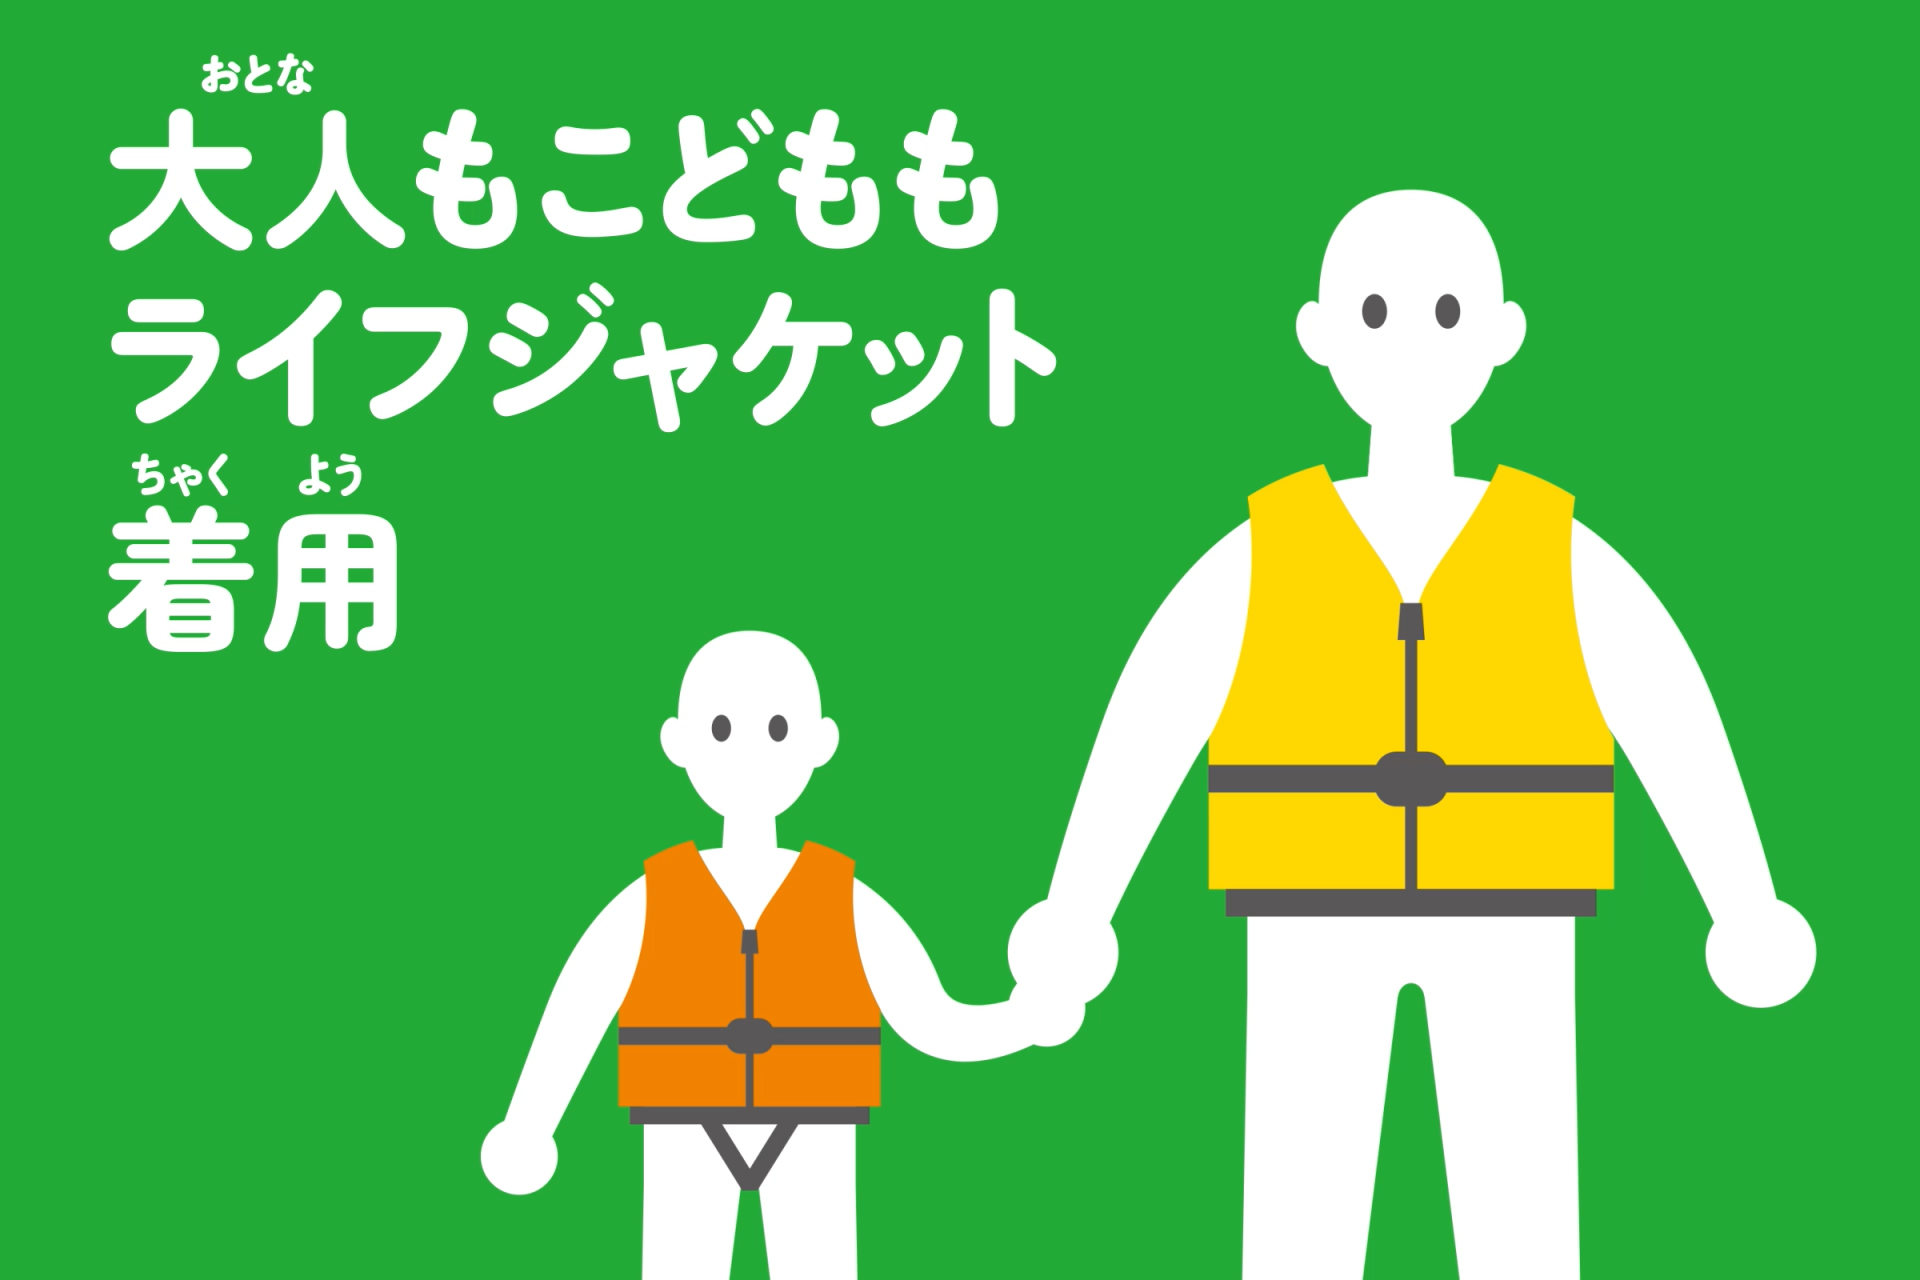 おとな
大人もこどもも
ライフジャケット
ちゃく よう
着用